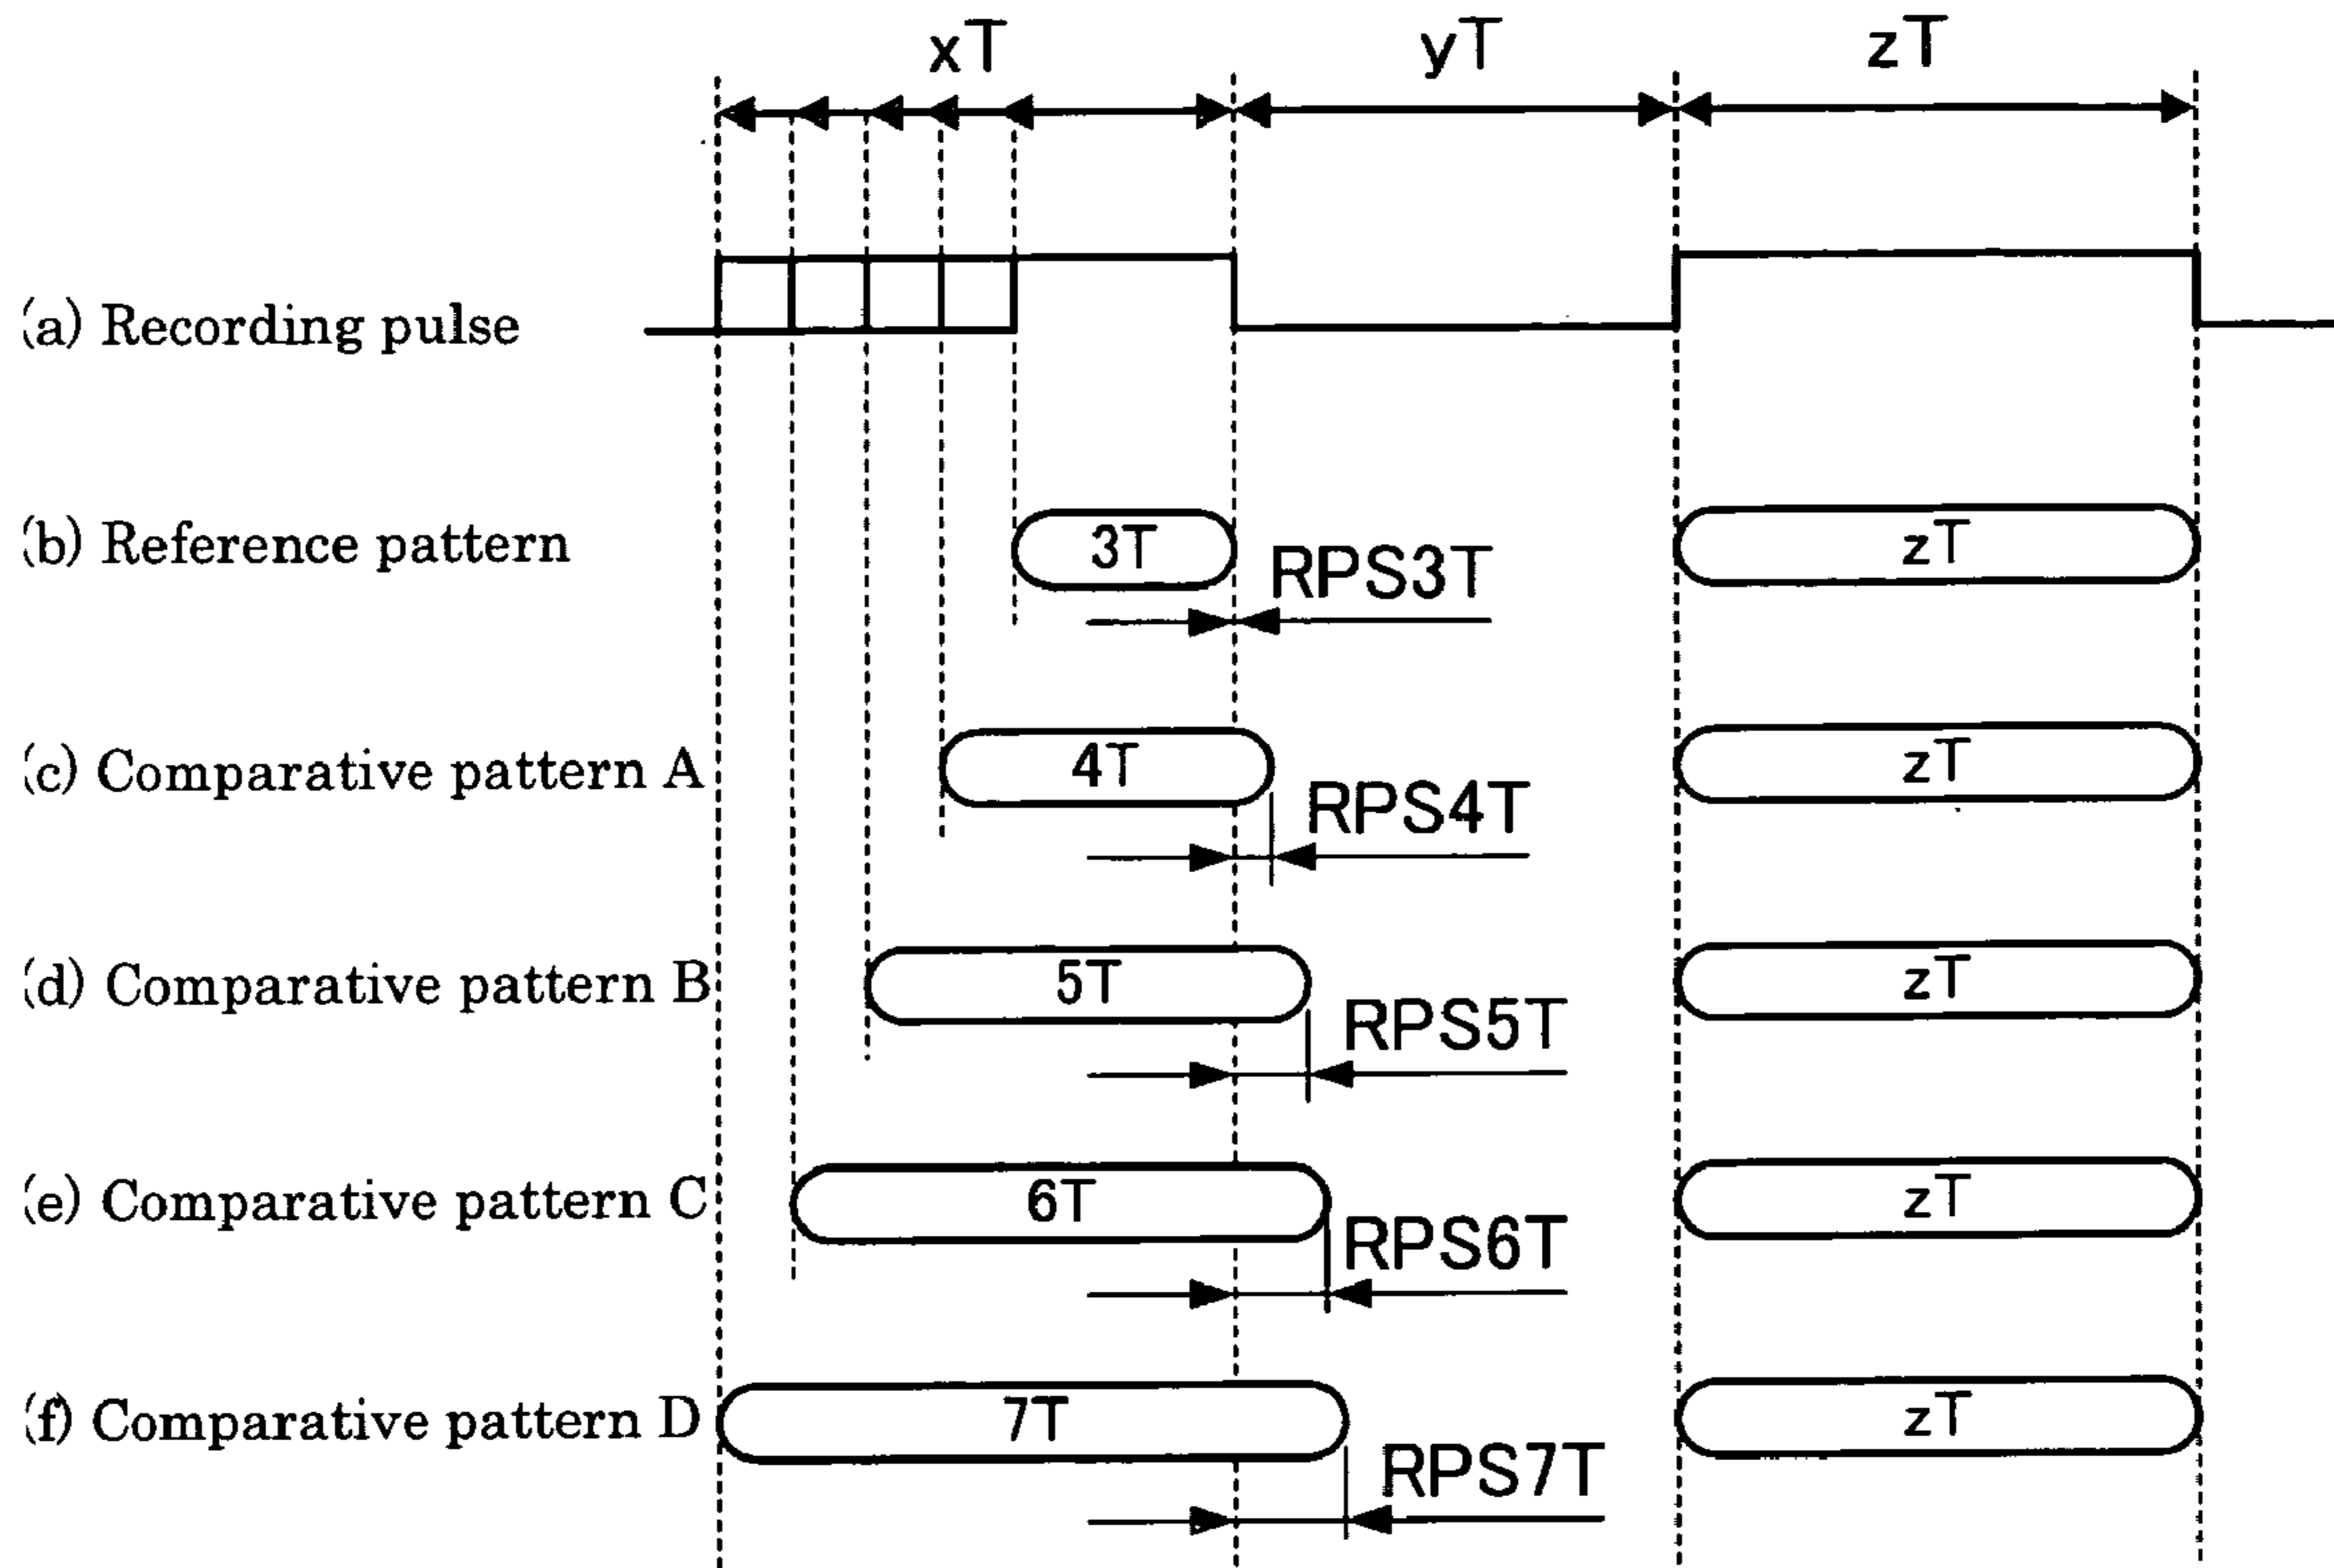 xT yT zT
(a) Recording pulse
(b) Reference pattern 3T zT
RPS3T
(c) Comparative pattern A 4T zT
RPS4T
(d) Comparative pattern B 5T zT
RPS5T
(e) Comparative pattern C 6T zT
RPS6T
(f) Comparative pattern D 7T zT
RPS7T